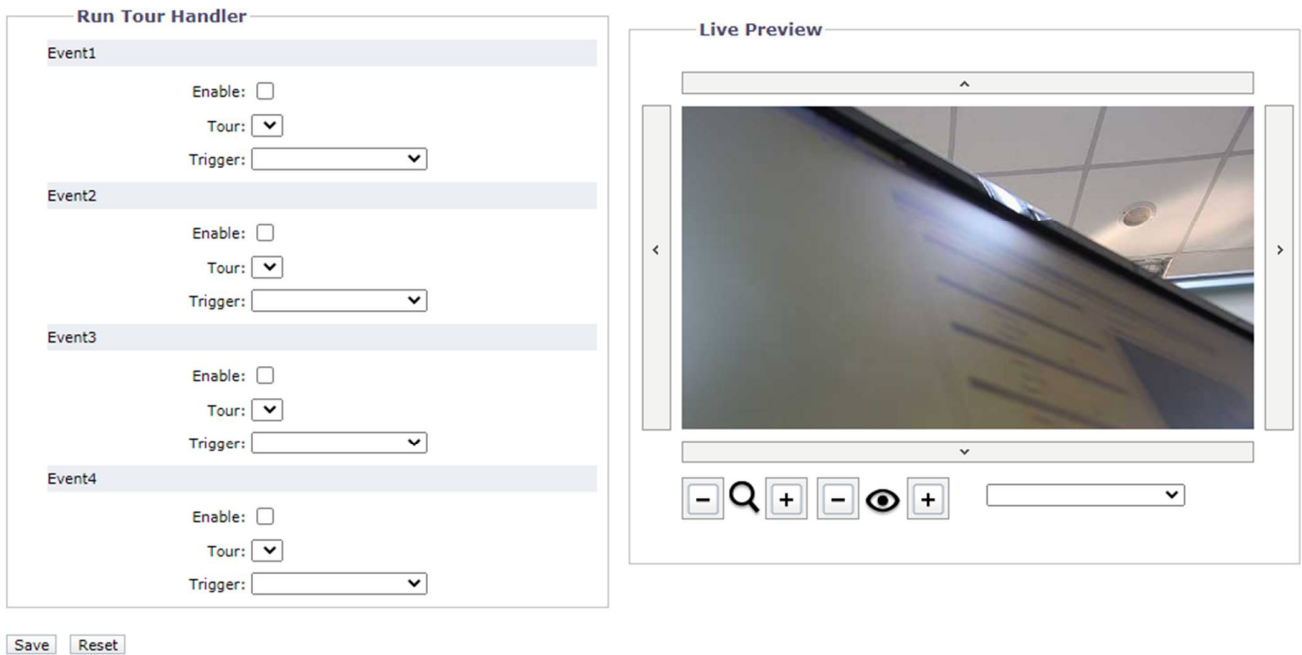 Run Tour Handler
Event1
Enable:
Tour:
Trigger:
Event2
Enable:
Tour:
Trigger:
Event3
Enable:
Tour:
Trigger:
Event4
Enable:
Tour:
Trigger:
Save Reset
Live Preview